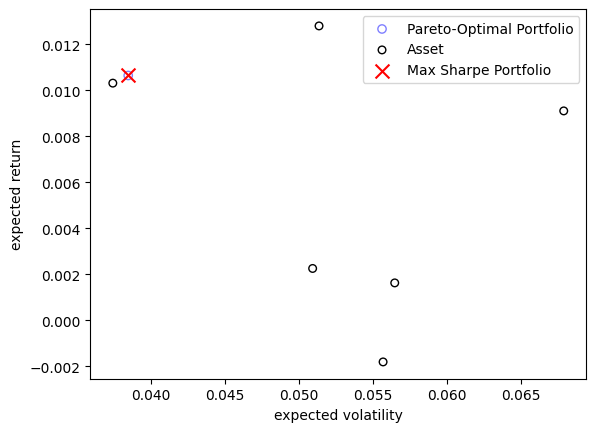 Pareto-Optimal Portfolio
Asset
Max Sharpe Portfolio
expected return
0.012
0.010
0.008
0.006
0.004
0.002
0.000
−0.002
0.040
0.045
0.050
0.055
0.060
0.065
expected volatility